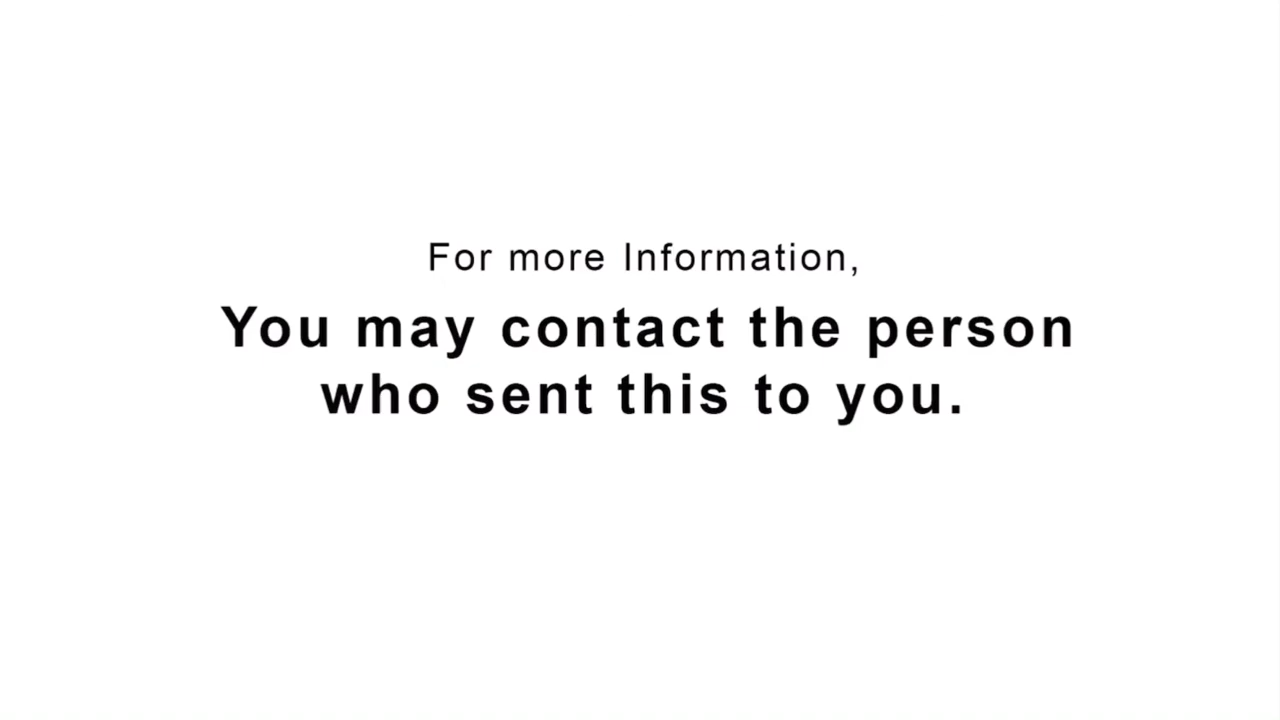 For more Information,
You may contact the person
who sent this to you.